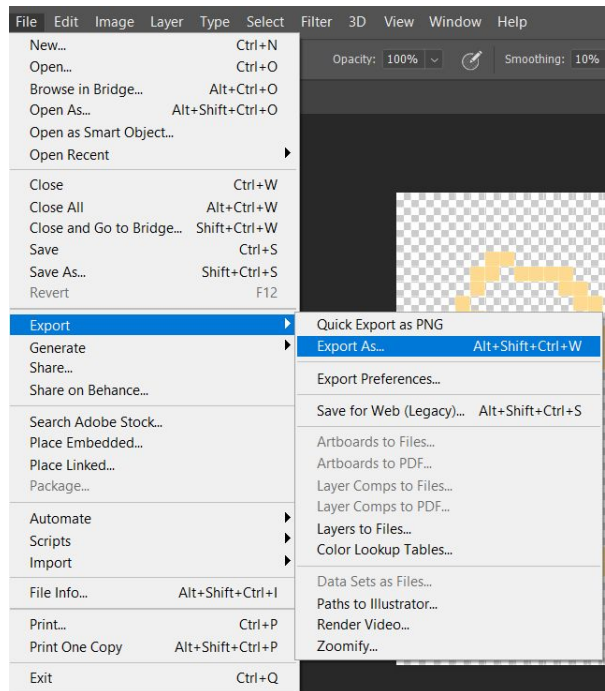 File Edit Image Layer Type Select Filter 3D View Window Help
Opacity: 100% Smoothing: 10%
New... Ctrl+N
Open... Ctrl+O
Browse in Bridge... Alt+Ctrl+O
Open As... Alt+Shift+Ctrl+O
Open as Smart Object...
Open Recent
Close Ctrl+W
Close All Alt+Ctrl+W
Close and Go to Bridge... Shift+Ctrl+W
Save Ctrl+S
Save As... Shift+Ctrl+S
Revert F12
Export
Generate
Share...
Share on Behance...
Search Adobe Stock...
Place Embedded...
Place Linked...
Package...
Automate
Scripts
Import
File Info... Alt+Shift+Ctrl+I
Print... Ctrl+P
Print One Copy Alt+Shift+Ctrl+P
Exit Ctrl+Q
Quick Export as PNG
Export As... Alt+Shift+Ctrl+W
Export Preferences...
Save for Web (Legacy)... Alt+Shift+Ctrl+S
Artboards to Files...
Artboards to PDF...
Layer Comps to Files...
Layer Comps to PDF...
Layers to Files...
Color Lookup Tables...
Data Sets as Files...
Paths to Illustrator...
Render Video...
Zoomify...